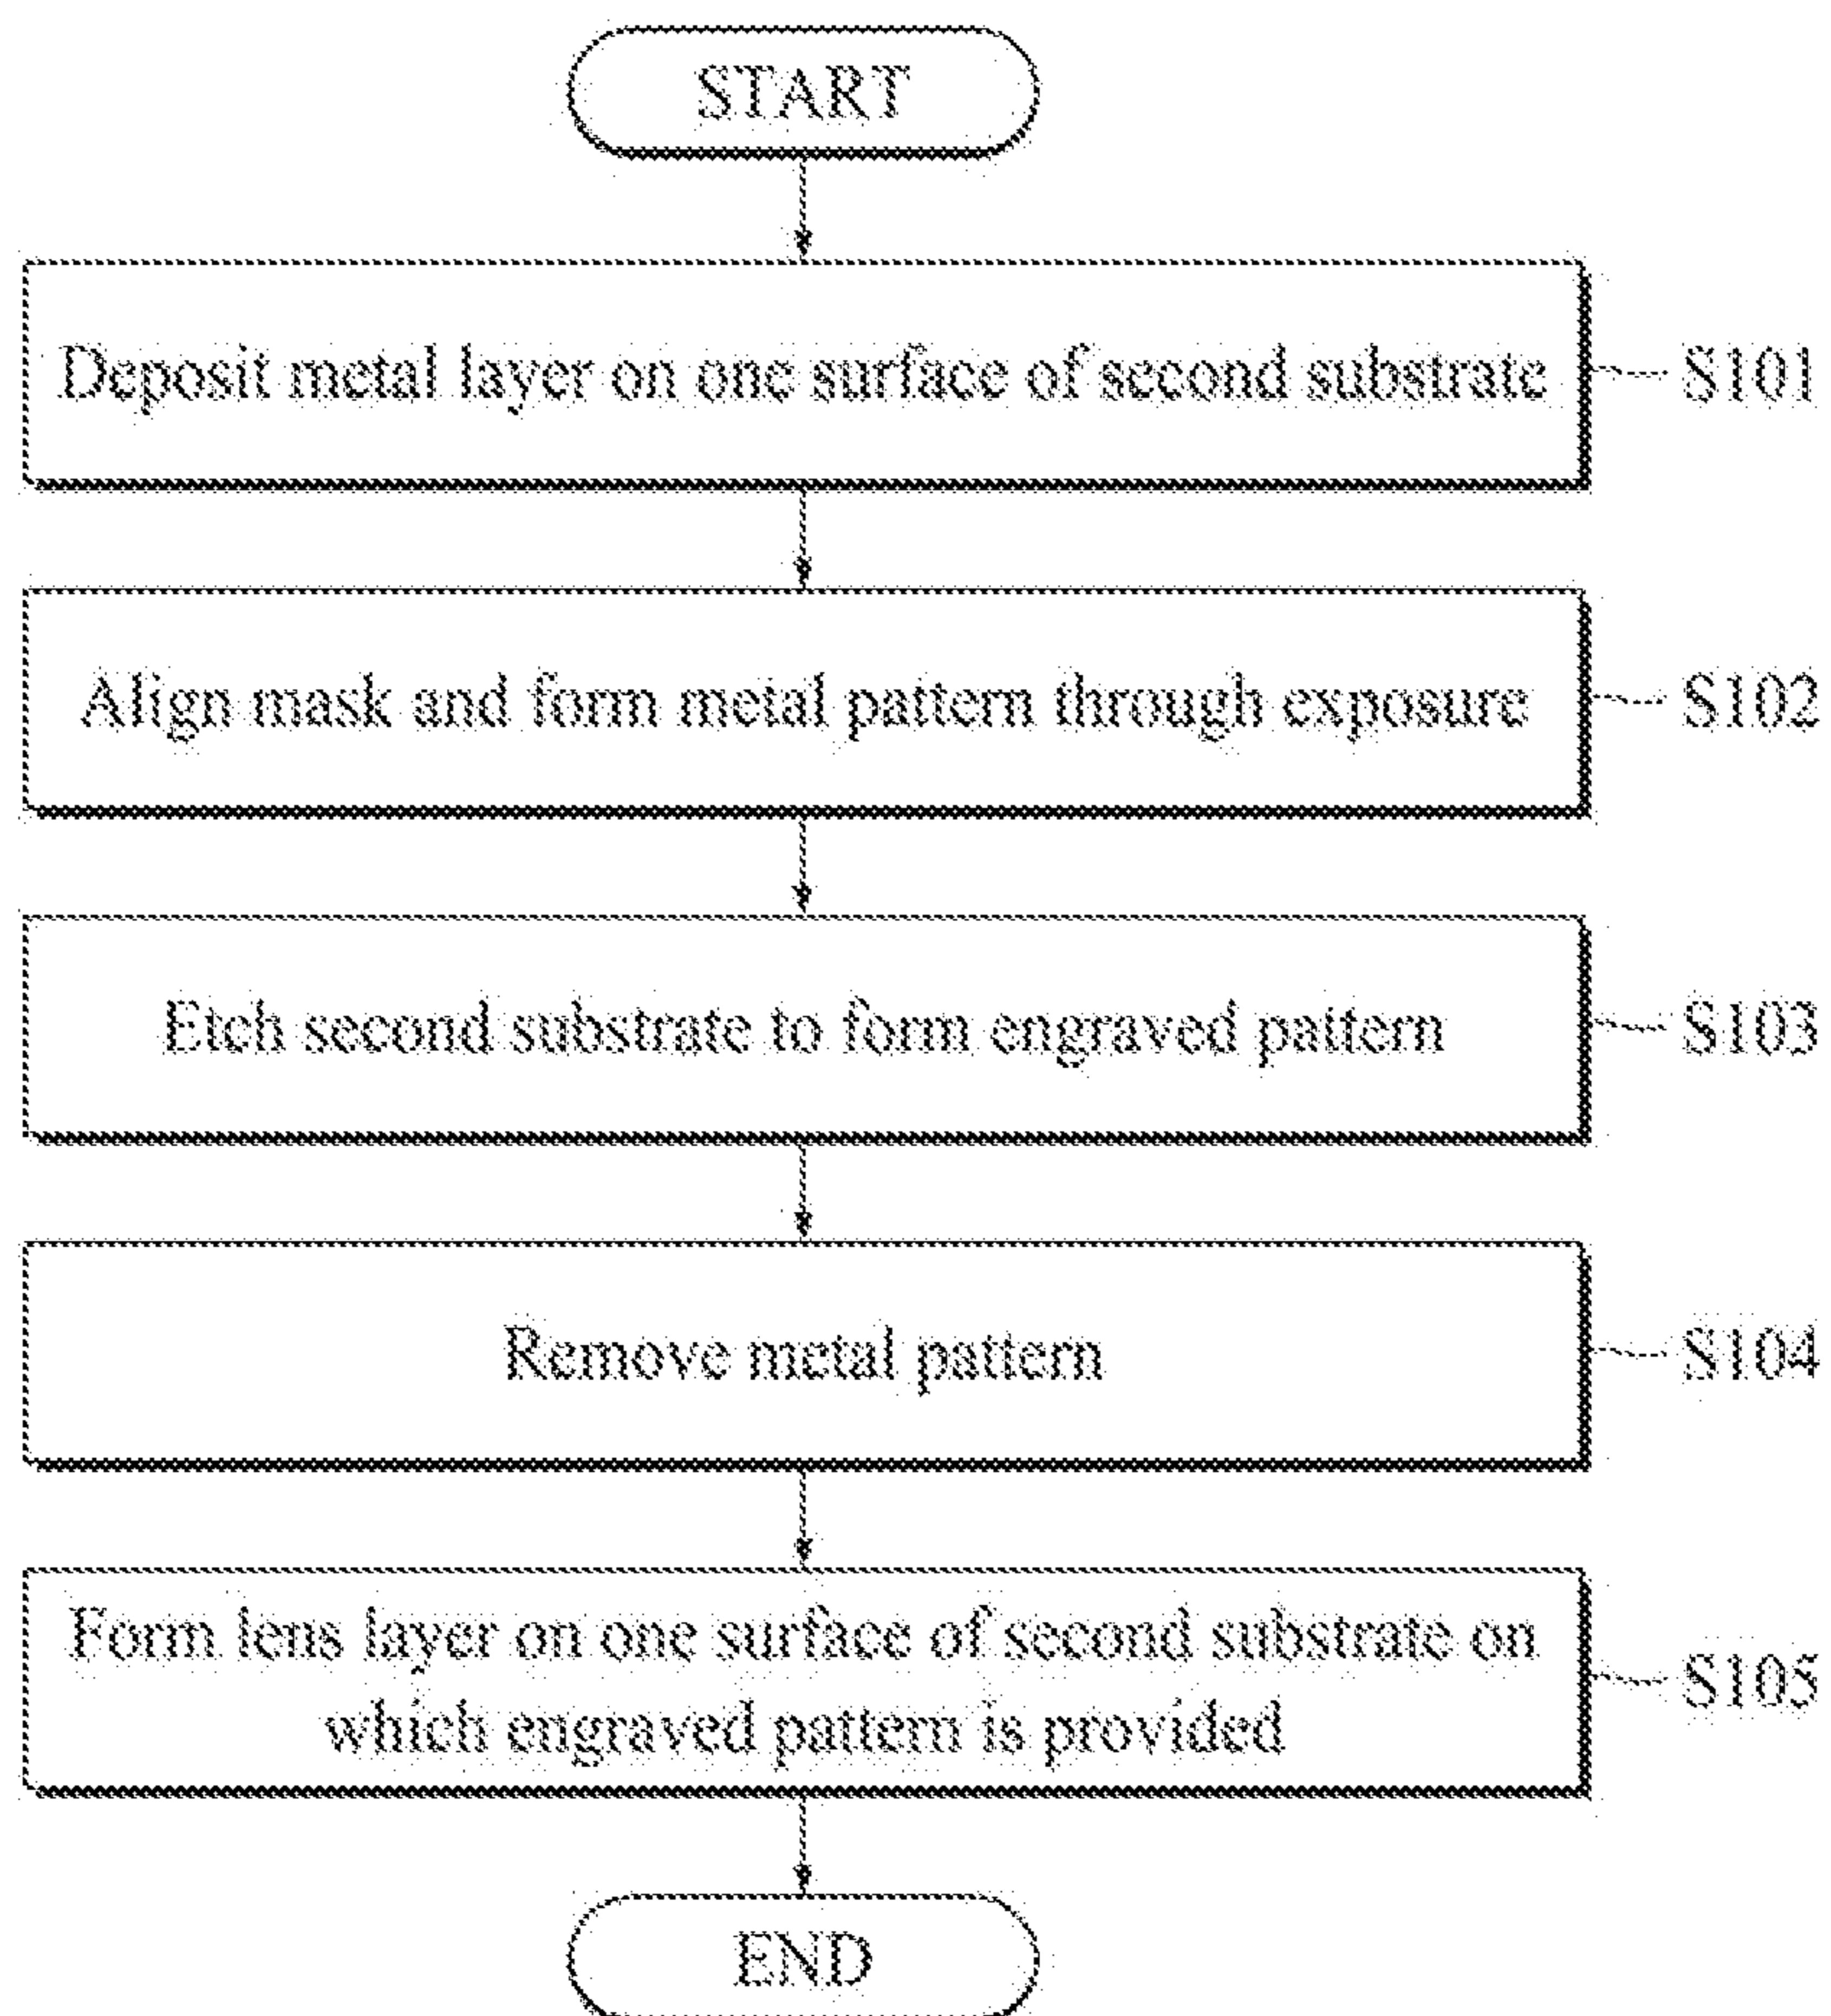 START
Deposit metal layer on one surface of second substrate
S101
Align mask and form metal pattern through exposure
S102
Etch second substrate to form engraved pattern
S103
Remove metal pattern
S104
Form lens layer on one surface of second substrate on
which engraved pattern is provided
S105
END